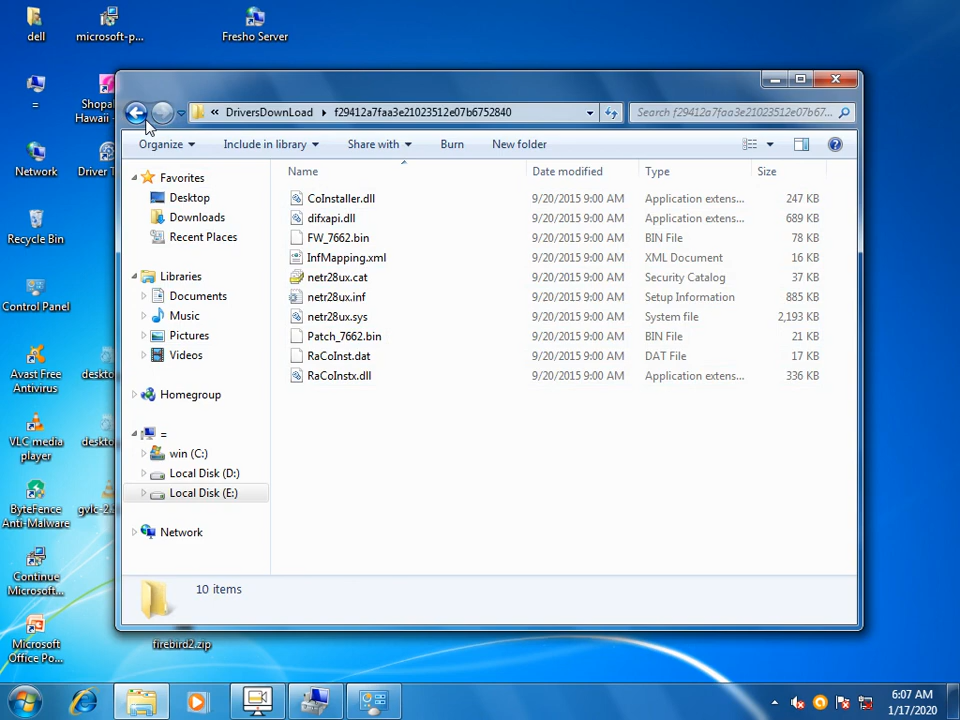 dell
microsoft-p...
Fresho Server
=
Shopa
Hawaii -
Network
Driver T
Recycle Bin
Control Panel
Avast Free
Antivirus
deskto
VLC media
player
deskto
ByteFence
Anti-Malware
gvlc-2.
Continue
Microsoft...
Microsoft
Office Po...
firebird2.zip
« DriversDownLoad f29412a7faa3e21023512e07b6752840
Search f29412a7faa3e21023512e07b67...
Organize
Include in library
Share with
Burn
New folder
Favorites
Desktop
Downloads
Recent Places
Libraries
Documents
Music
Pictures
Videos
Homegroup
=
win (C:)
Local Disk (D:)
Local Disk (E:)
Network
Name Date modified Type Size
CoInstaller.dll 9/20/2015 9:00 AM Application extens... 247 KB
difxapi.dll 9/20/2015 9:00 AM Application extens... 689 KB
FW_7662.bin 9/20/2015 9:00 AM BIN File 78 KB
InfMapping.xml 9/20/2015 9:00 AM XML Document 16 KB
netr28ux.cat 9/20/2015 9:00 AM Security Catalog 37 KB
netr28ux.inf 9/20/2015 9:00 AM Setup Information 885 KB
netr28ux.sys 9/20/2015 9:00 AM System file 2,193 KB
Patch_7662.bin 9/20/2015 9:00 AM BIN File 21 KB
RaCoInst.dat 9/20/2015 9:00 AM DAT File 17 KB
RaCoInstx.dll 9/20/2015 9:00 AM Application extens... 336 KB
10 items
6:07 AM
1/17/2020